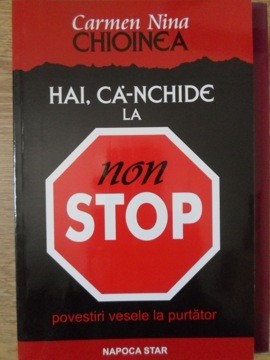 Carmen Nina
CHIOINEA
HAI, CĂ-NCHIDE
LA
non
STOP
povestiri vesele la purtător
NAPOCA STAR